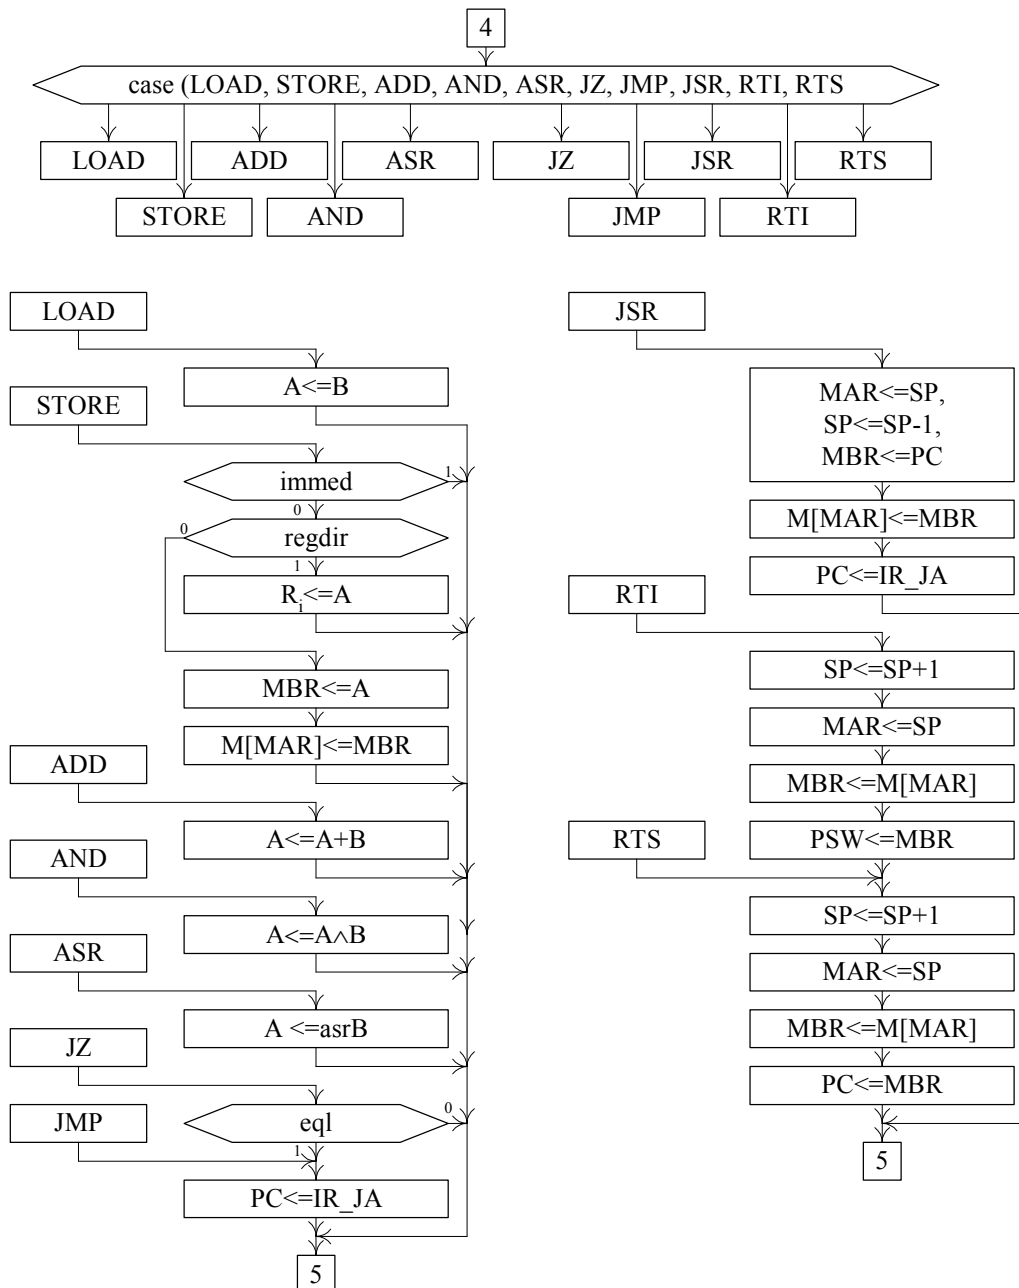 4
case (LOAD, STORE, ADD, AND, ASR, JZ, JMP, JSR, RTI, RTS
LOAD
ADD
ASR
JZ
JSR
RTS
STORE
AND
JMP
RTI
LOAD
A<=B
STORE
immed
1
0
regdir
0
1
Ri<=A
MBR<=A
M[MAR]<=MBR
ADD
A<=A+B
AND
A<=A∧B
ASR
A <=asrB
JZ
eql
0
1
JMP
PC<=IR_JA
5
JSR
MAR<=SP,
SP<=SP-1,
MBR<=PC
M[MAR]<=MBR
PC<=IR_JA
RTI
SP<=SP+1
MAR<=SP
MBR<=M[MAR]
PSW<=MBR
RTS
SP<=SP+1
MAR<=SP
MBR<=M[MAR]
PC<=MBR
5